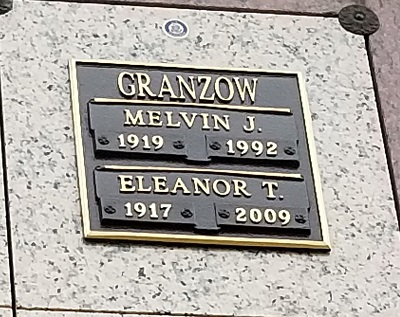 GRANZOW
MELVIN J.
1919 1992
ELEANOR T.
1917 2009